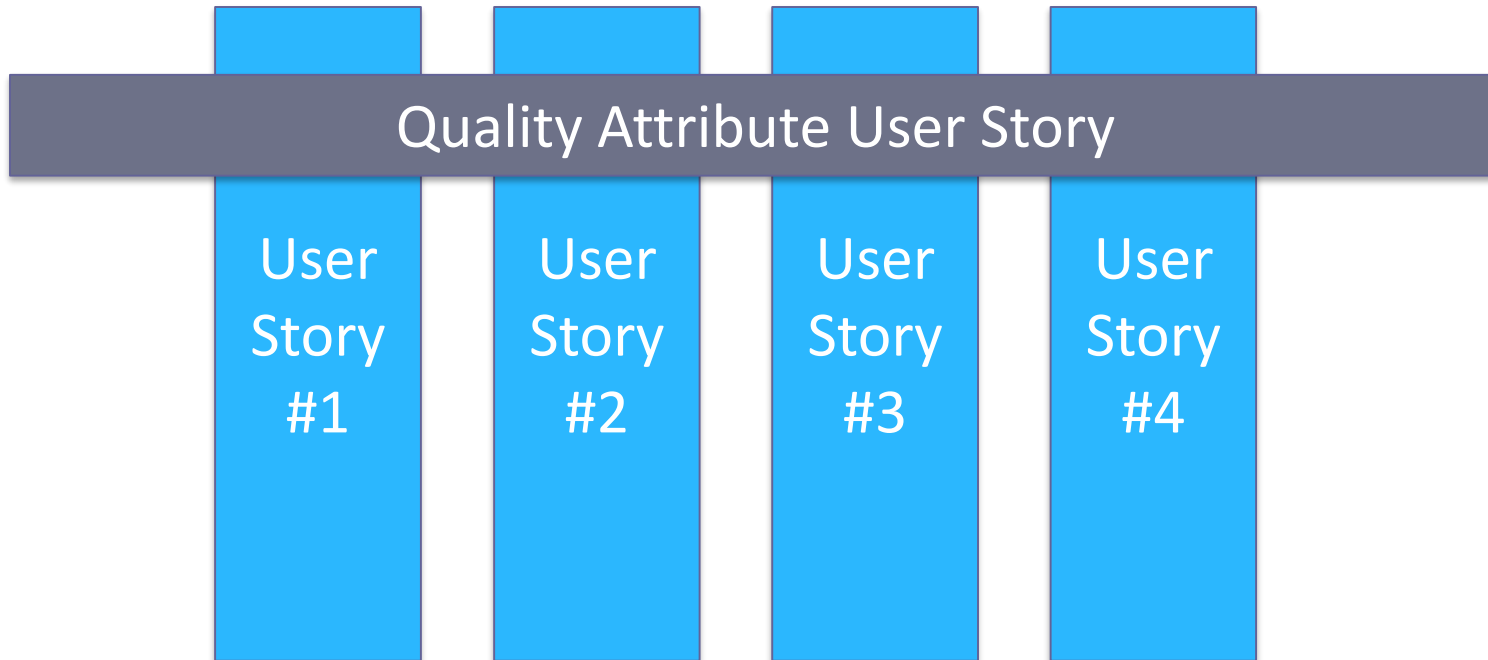 Quality Attribute User Story
User
Story
#1
User
Story
#2
User
Story
#3
User
Story
#4